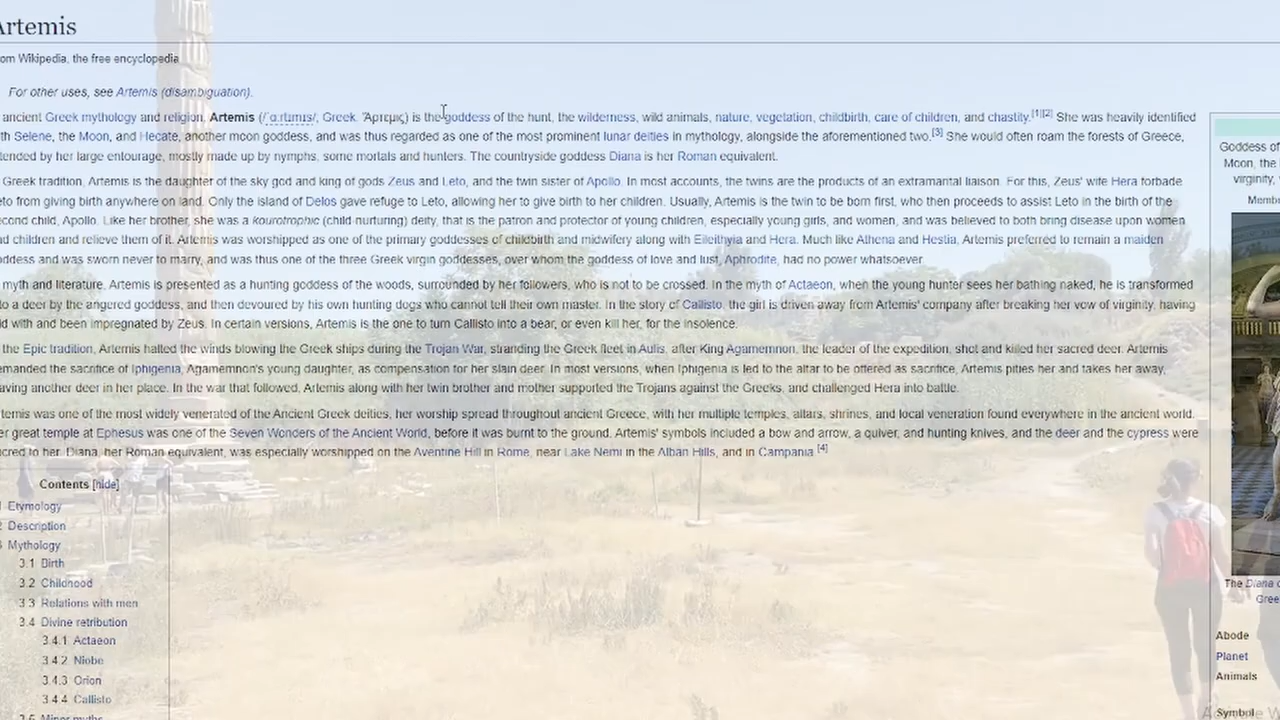 Artemis
om Wikipedia, the free encyclopedia
For other uses, see Artemis (disambiguation).
ancient Greek mythology and religion, Artemis (/ˈɑːrtɪmɪs/; Greek: Ἄρτεμις) is the goddess of the hunt, the wilderness, wild animals, nature, vegetation, childbirth, care of children, and chastity.[1][2] She was heavily identified
th Selene, the Moon, and Hecate, another moon goddess, and was thus regarded as one of the most prominent lunar deities in mythology, alongside the aforementioned two.[3] She would often roam the forests of Greece,
tended by her large entourage, mostly made up by nymphs, some mortals and hunters. The countryside goddess Diana is her Roman equivalent.
Greek tradition, Artemis is the daughter of the sky god and king of gods Zeus and Leto, and the twin sister of Apollo. In most accounts, the twins are the products of an extramarital liaison. For this, Zeus' wife Hera forbade
eto from giving birth anywhere on land. Only the island of Delos gave refuge to Leto, allowing her to give birth to her children. Usually, Artemis is the twin to be born first, who then proceeds to assist Leto in the birth of the
econd child, Apollo. Like her brother, she was a kourotrophic (child-nurturing) deity, that is the patron and protector of young children, especially young girls, and women, and was believed to both bring disease upon women
nd children and relieve them of it. Artemis was worshipped as one of the primary goddesses of childbirth and midwifery along with Eileithyia and Hera. Much like Athena and Hestia, Artemis preferred to remain a maiden
oddess and was sworn never to marry, and was thus one of the three Greek virgin goddesses, over whom the goddess of love and lust, Aphrodite, had no power whatsoever.
myth and literature, Artemis is presented as a hunting goddess of the woods, surrounded by her followers, who is not to be crossed. In the myth of Actaeon, when the young hunter sees her bathing naked, he is transformed
to a deer by the angered goddess, and then devoured by his own hunting dogs who cannot tell their own master. In the story of Callisto, the girl is driven away from Artemis' company after breaking her vow of virginity, having
id with and been impregnated by Zeus. In certain versions, Artemis is the one to turn Callisto into a bear, or even kill her, for the insolence.
the Epic tradition, Artemis halted the winds blowing the Greek ships during the Trojan War, stranding the Greek fleet in Aulis, after King Agamemnon, the leader of the expedition, shot and killed her sacred deer. Artemis
emanded the sacrifice of Iphigenia, Agamemnon's young daughter, as compensation for her slain deer. In most versions, when Iphigenia is led to the altar to be offered as sacrifice, Artemis pities her and takes her away,
aving another deer in her place. In the war that followed, Artemis along with her twin brother and mother supported the Trojans against the Greeks, and challenged Hera into battle.
temis was one of the most widely venerated of the Ancient Greek deities, her worship spread throughout ancient Greece, with her multiple temples, altars, shrines, and local veneration found everywhere in the ancient world.
er great temple at Ephesus was one of the Seven Wonders of the Ancient World, before it was burnt to the ground. Artemis' symbols included a bow and arrow, a quiver, and hunting knives, and the deer and the cypress were
cred to her. Diana, her Roman equivalent, was especially worshipped on the Aventine Hill in Rome, near Lake Nemi in the Alban Hills, and in Campania.[4]
Contents [hide]
1 Etymology
2 Description
3 Mythology
3.1 Birth
3.2 Childhood
3.3 Relations with men
3.4 Divine retribution
3.4.1 Actaeon
3.4.2 Niobe
3.4.3 Orion
3.4.4 Callisto
3.5 Minor myths
Goddess of
Moon, the
virginity,
Memb
The Diana o
Gree
Abode
Planet
Animals
Symbol